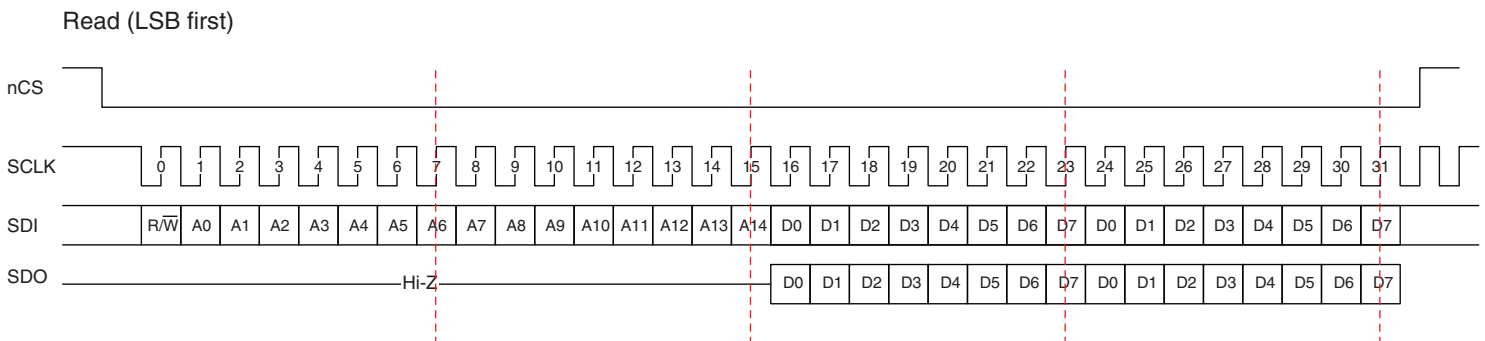 Read (LSB first)
nCS
SCLK 0 1 2 3 4 5 6 7 8 9 10 11 12 13 14 15 16 17 18 19 20 21 22 23 24 25 26 27 28 29 30 31
SDI R/W̅ A0 A1 A2 A3 A4 A5 A6 A7 A8 A9 A10 A11 A12 A13 A14 D0 D1 D2 D3 D4 D5 D6 D7 D0 D1 D2 D3 D4 D5 D6 D7
SDO Hi-Z D0 D1 D2 D3 D4 D5 D6 D7 D0 D1 D2 D3 D4 D5 D6 D7